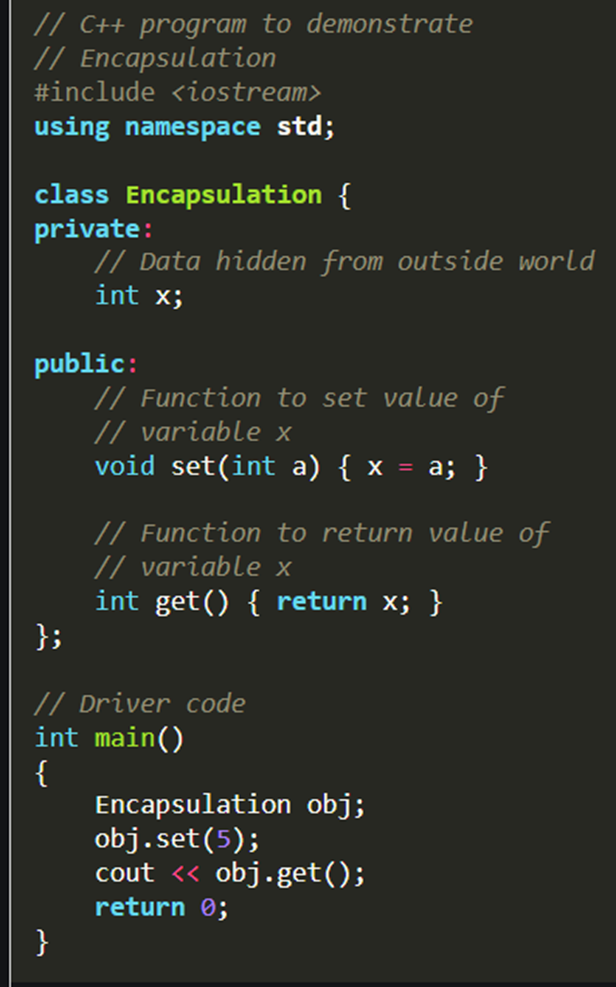 // C++ program to demonstrate
// Encapsulation
#include <iostream>
using namespace std;
class Encapsulation {
private:
// Data hidden from outside world
int x;
public:
// Function to set value of
// variable x
void set(int a) { x = a; }
// Function to return value of
// variable x
int get() { return x; }
};
// Driver code
int main()
{
Encapsulation obj;
obj.set(5);
cout << obj.get();
return 0;
}